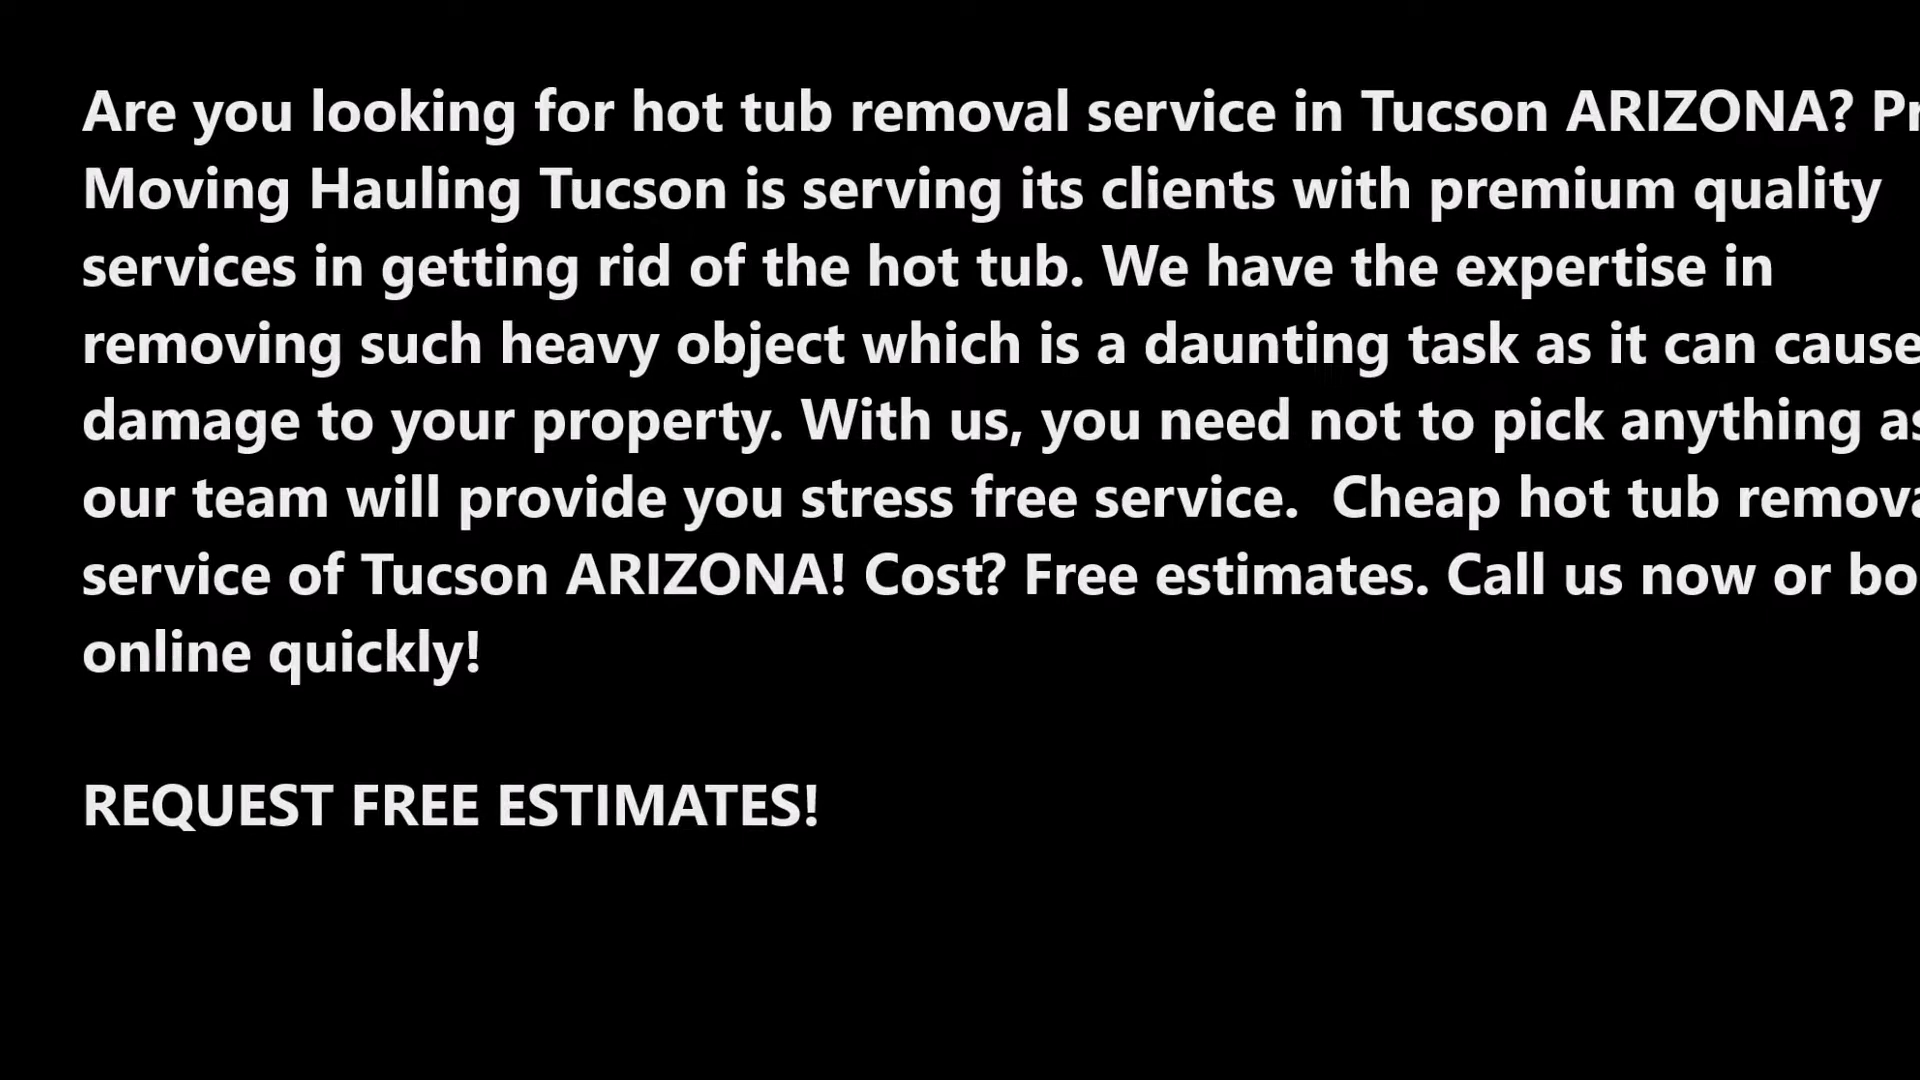 Are you looking for hot tub removal service in Tucson ARIZONA?
Moving Hauling Tucson is serving its clients with premium quality
services in getting rid of the hot tub. We have the expertise in
removing such heavy object which is a daunting task as it can cause
damage to your property. With us, you need not to pick anything as
our team will provide you stress free service.  Cheap hot tub
service of Tucson ARIZONA! Cost? Free estimates. Call us now or
online quickly!
REQUEST FREE ESTIMATES!